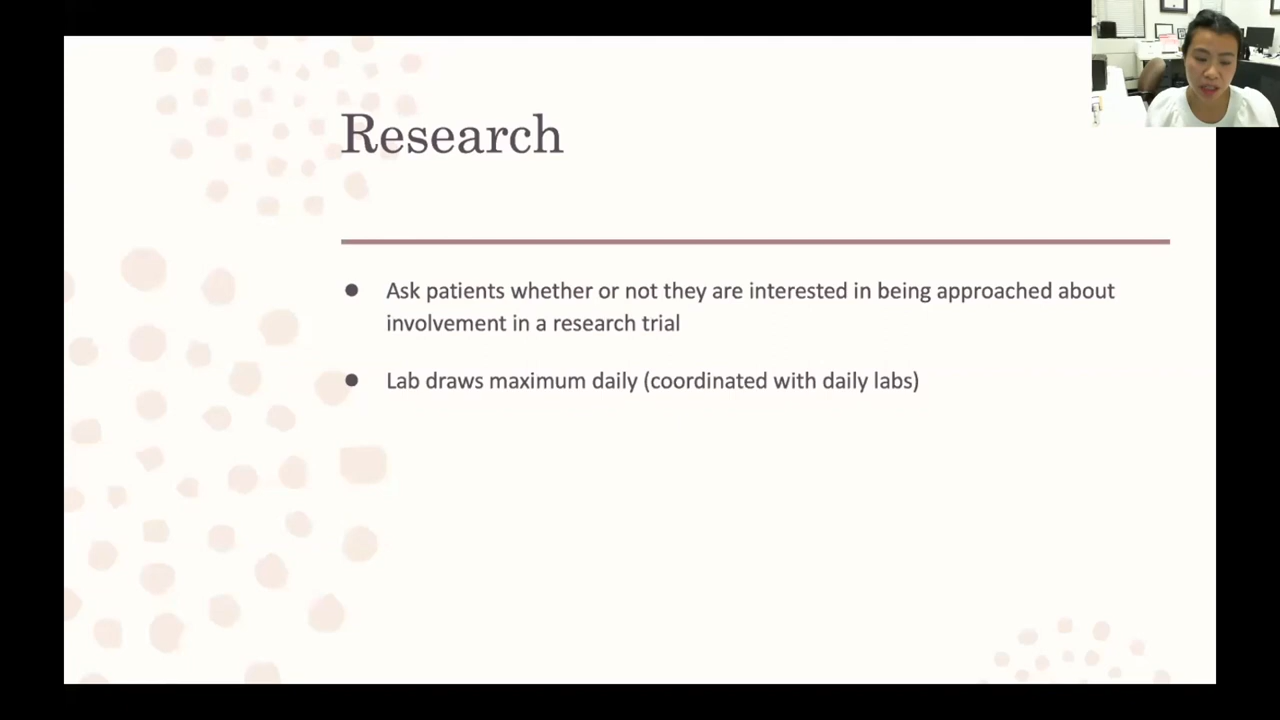 Research
● Ask patients whether or not they are interested in being approached about
involvement in a research trial
● Lab draws maximum daily (coordinated with daily labs)